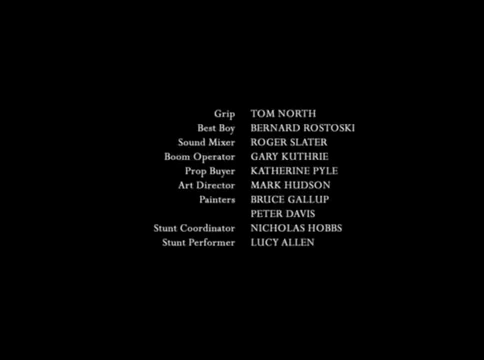 Grip TOM NORTH
Best Boy BERNARD ROSTOSKI
Sound Mixer ROGER SLATER
Boom Operator GARY KUTHRIE
Prop Buyer KATHERINE PYLE
Art Director MARK HUDSON
Painters BRUCE GALLUP
PETER DAVIS
Stunt Coordinator NICHOLAS HOBBS
Stunt Performer LUCY ALLEN